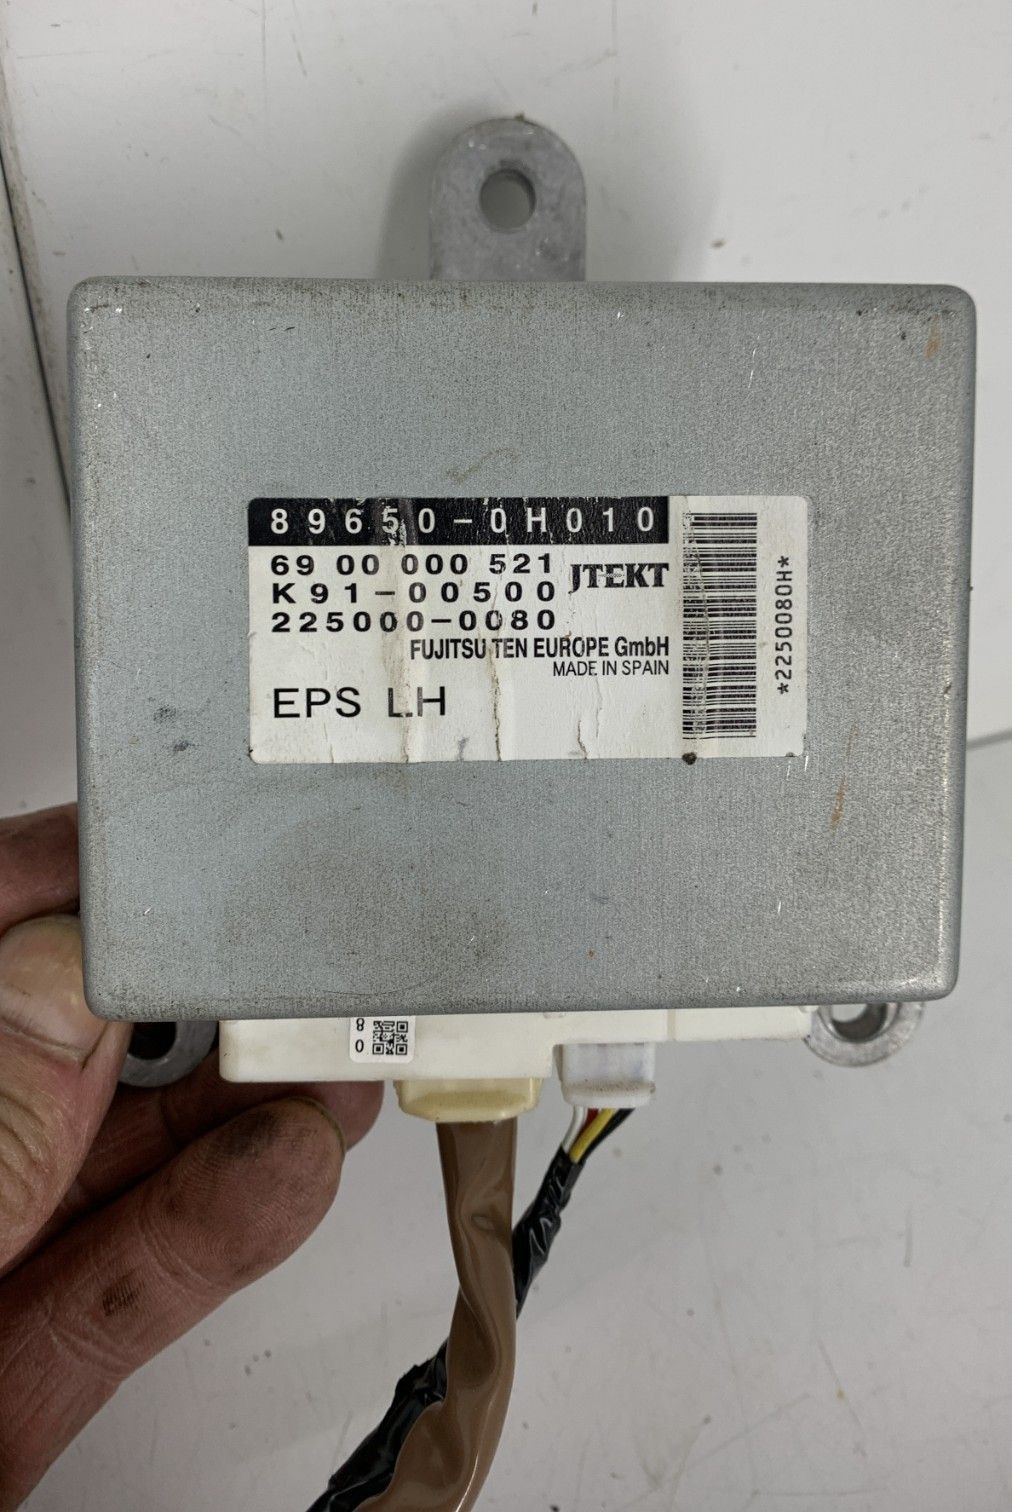 89650-0H010
69 00 000 521
JTEKT
K91-00500
225000-0080
FUJITSU TEN EUROPE GmbH
MADE IN SPAIN
EPS LH
*2250080H*
8
0